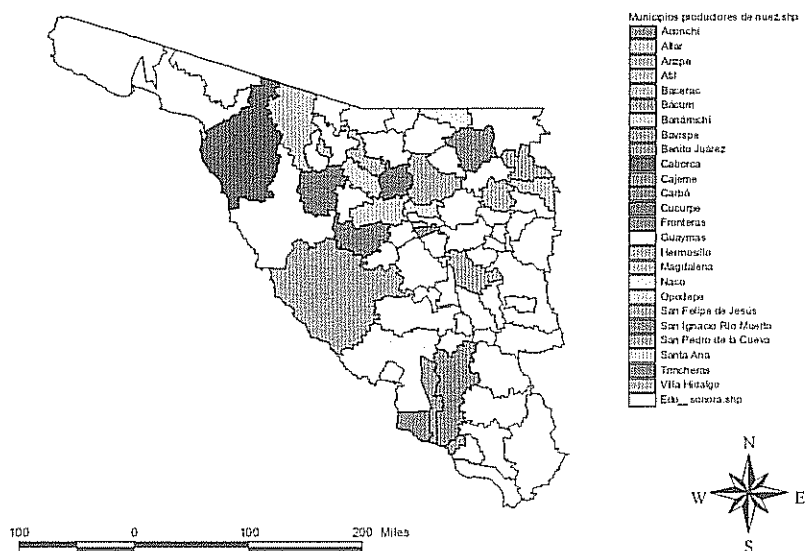 Municipios productores de nuez.shp
Aconchi
Altar
Arizpe
Atil
Bacerac
Bácum
Banámichi
Bavispe
Benito Juárez
Caborca
Cajeme
Carbó
Cucurpe
Fronteras
Guaymas
Hermosillo
Magdalena
Naco
Opodepe
San Felipe de Jesús
San Ignacio Río Muerto
San Pedro de la Cueva
Santa Ana
Trincheras
Villa Hidalgo
Edo_sonora.shp
N
W E
S
100 0 100 200 Miles